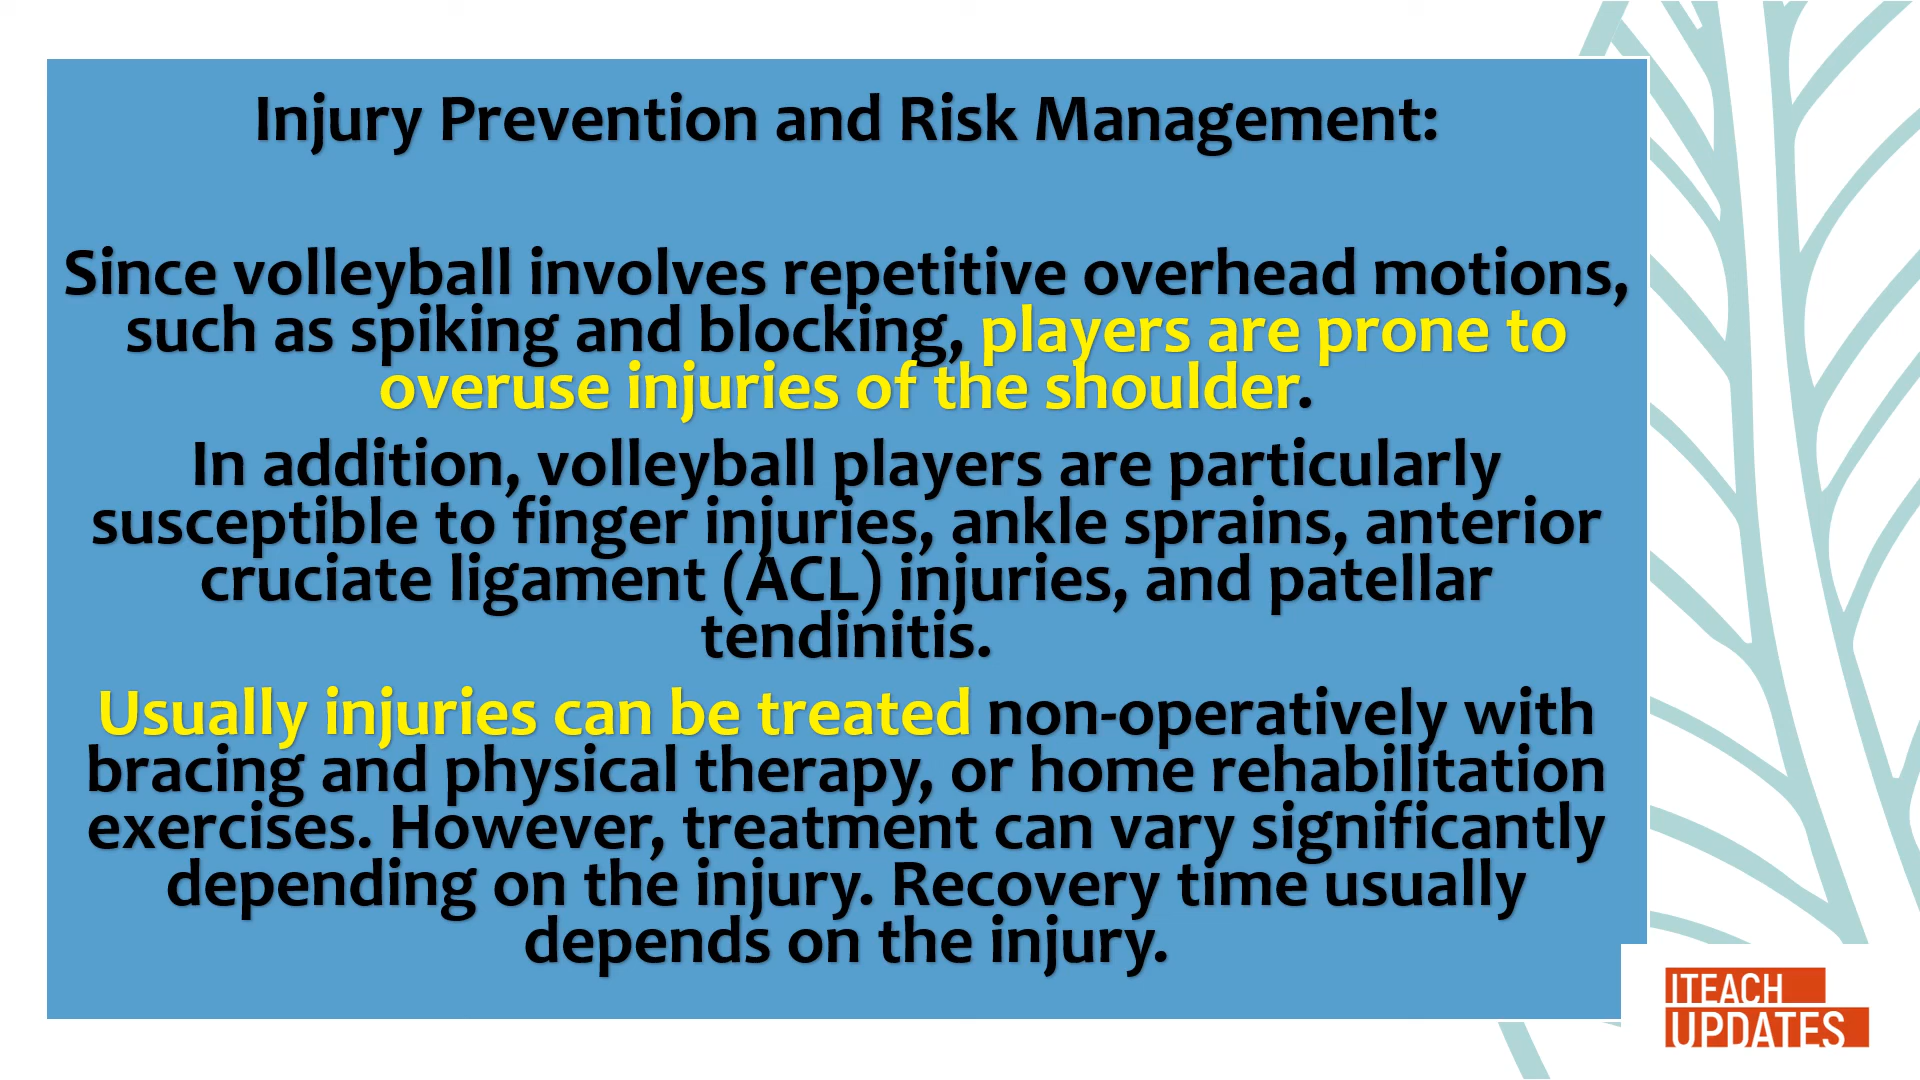 Injury Prevention and Risk Management:
Since volleyball involves repetitive overhead motions,
such as spiking and blocking, players are prone to
overuse injuries of the shoulder.
In addition, volleyball players are particularly
susceptible to finger injuries, ankle sprains, anterior
cruciate ligament (ACL) injuries, and patellar
tendinitis.
Usually injuries can be treated non-operatively with
bracing and physical therapy, or home rehabilitation
exercises. However, treatment can vary significantly
depending on the injury. Recovery time usually
depends on the injury.
ITEACH
UPDATES